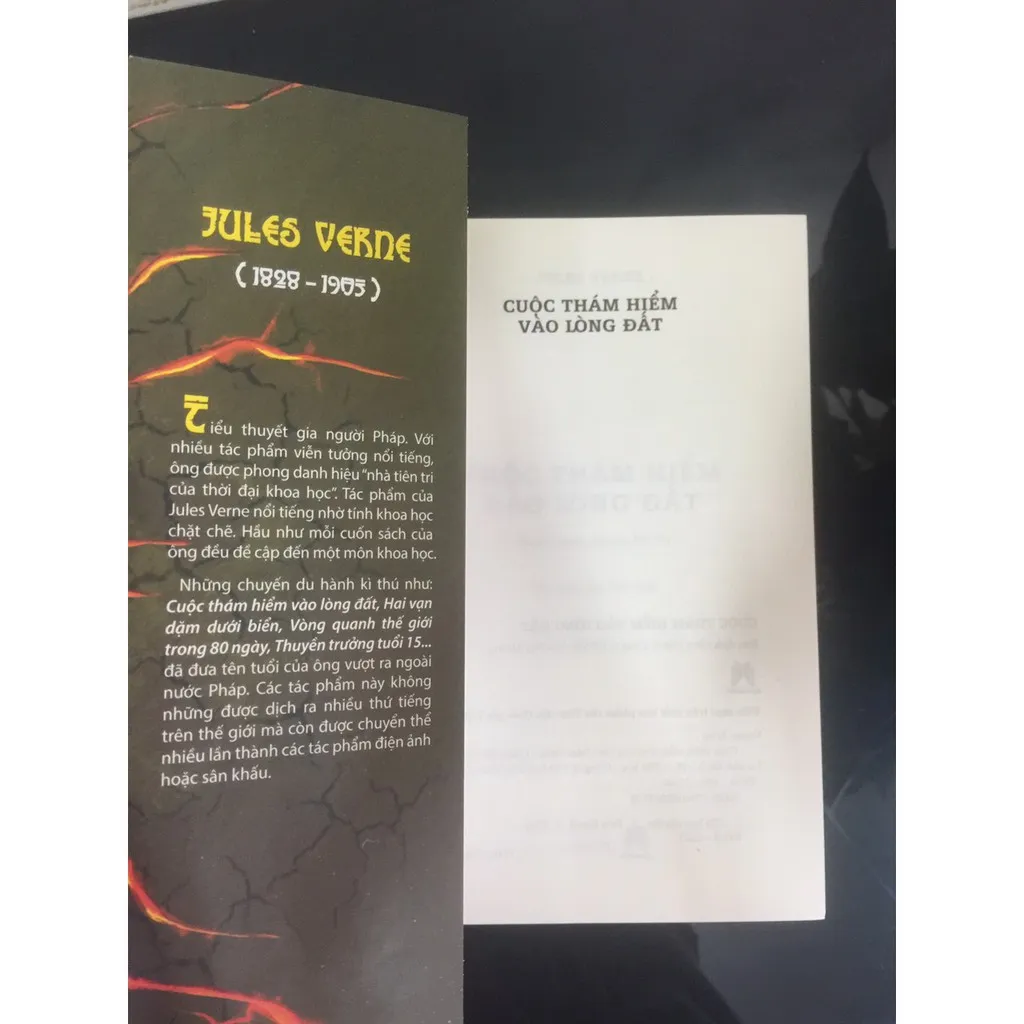 JULES VERNE
(1828 – 1905)
Tiểu thuyết gia người Pháp. Với
nhiều tác phẩm viễn tưởng nổi tiếng,
ông được phong danh hiệu "nhà tiên tri
của thời đại khoa học". Tác phẩm của
Jules Verne nổi tiếng nhờ tính khoa học
chặt chẽ. Hầu như mỗi cuốn sách của
ông đều đề cập đến một môn khoa học.
Những chuyến du hành kì thú như:
Cuộc thám hiểm vào lòng đất, Hai vạn
dặm dưới biển, Vòng quanh thế giới
trong 80 ngày, Thuyền trưởng tuổi 15...
đã đưa tên tuổi của ông vượt ra ngoài
nước Pháp. Các tác phẩm này không
những được dịch ra nhiều thứ tiếng
trên thế giới mà còn được chuyển thể
nhiều lần thành các tác phẩm điện ảnh
hoặc sân khấu.
CUỘC THÁM HIỂM
VÀO LÒNG ĐẤT